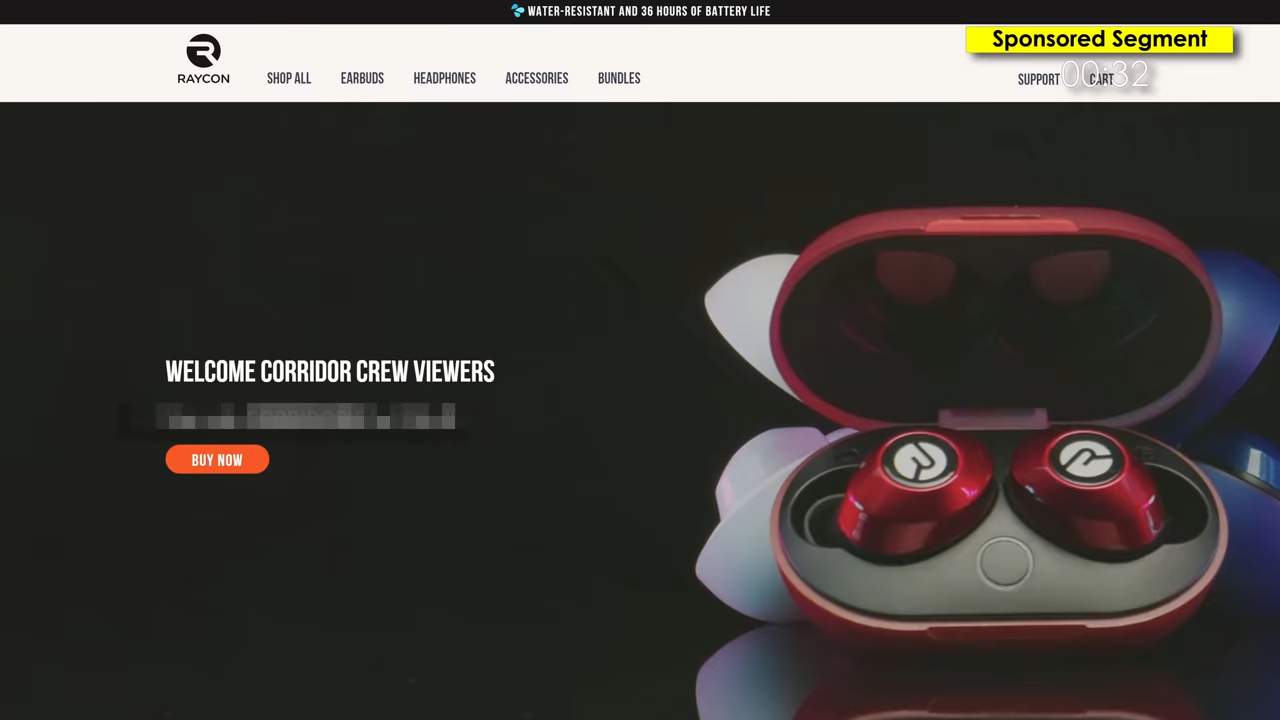 WATER-RESISTANT AND 36 HOURS OF BATTERY LIFE
Sponsored Segment
00:32
RAYCON
SHOP ALL
EARBUDS
HEADPHONES
ACCESSORIES
BUNDLES
SUPPORT
CART
WELCOME CORRIDOR CREW VIEWERS
BUY NOW